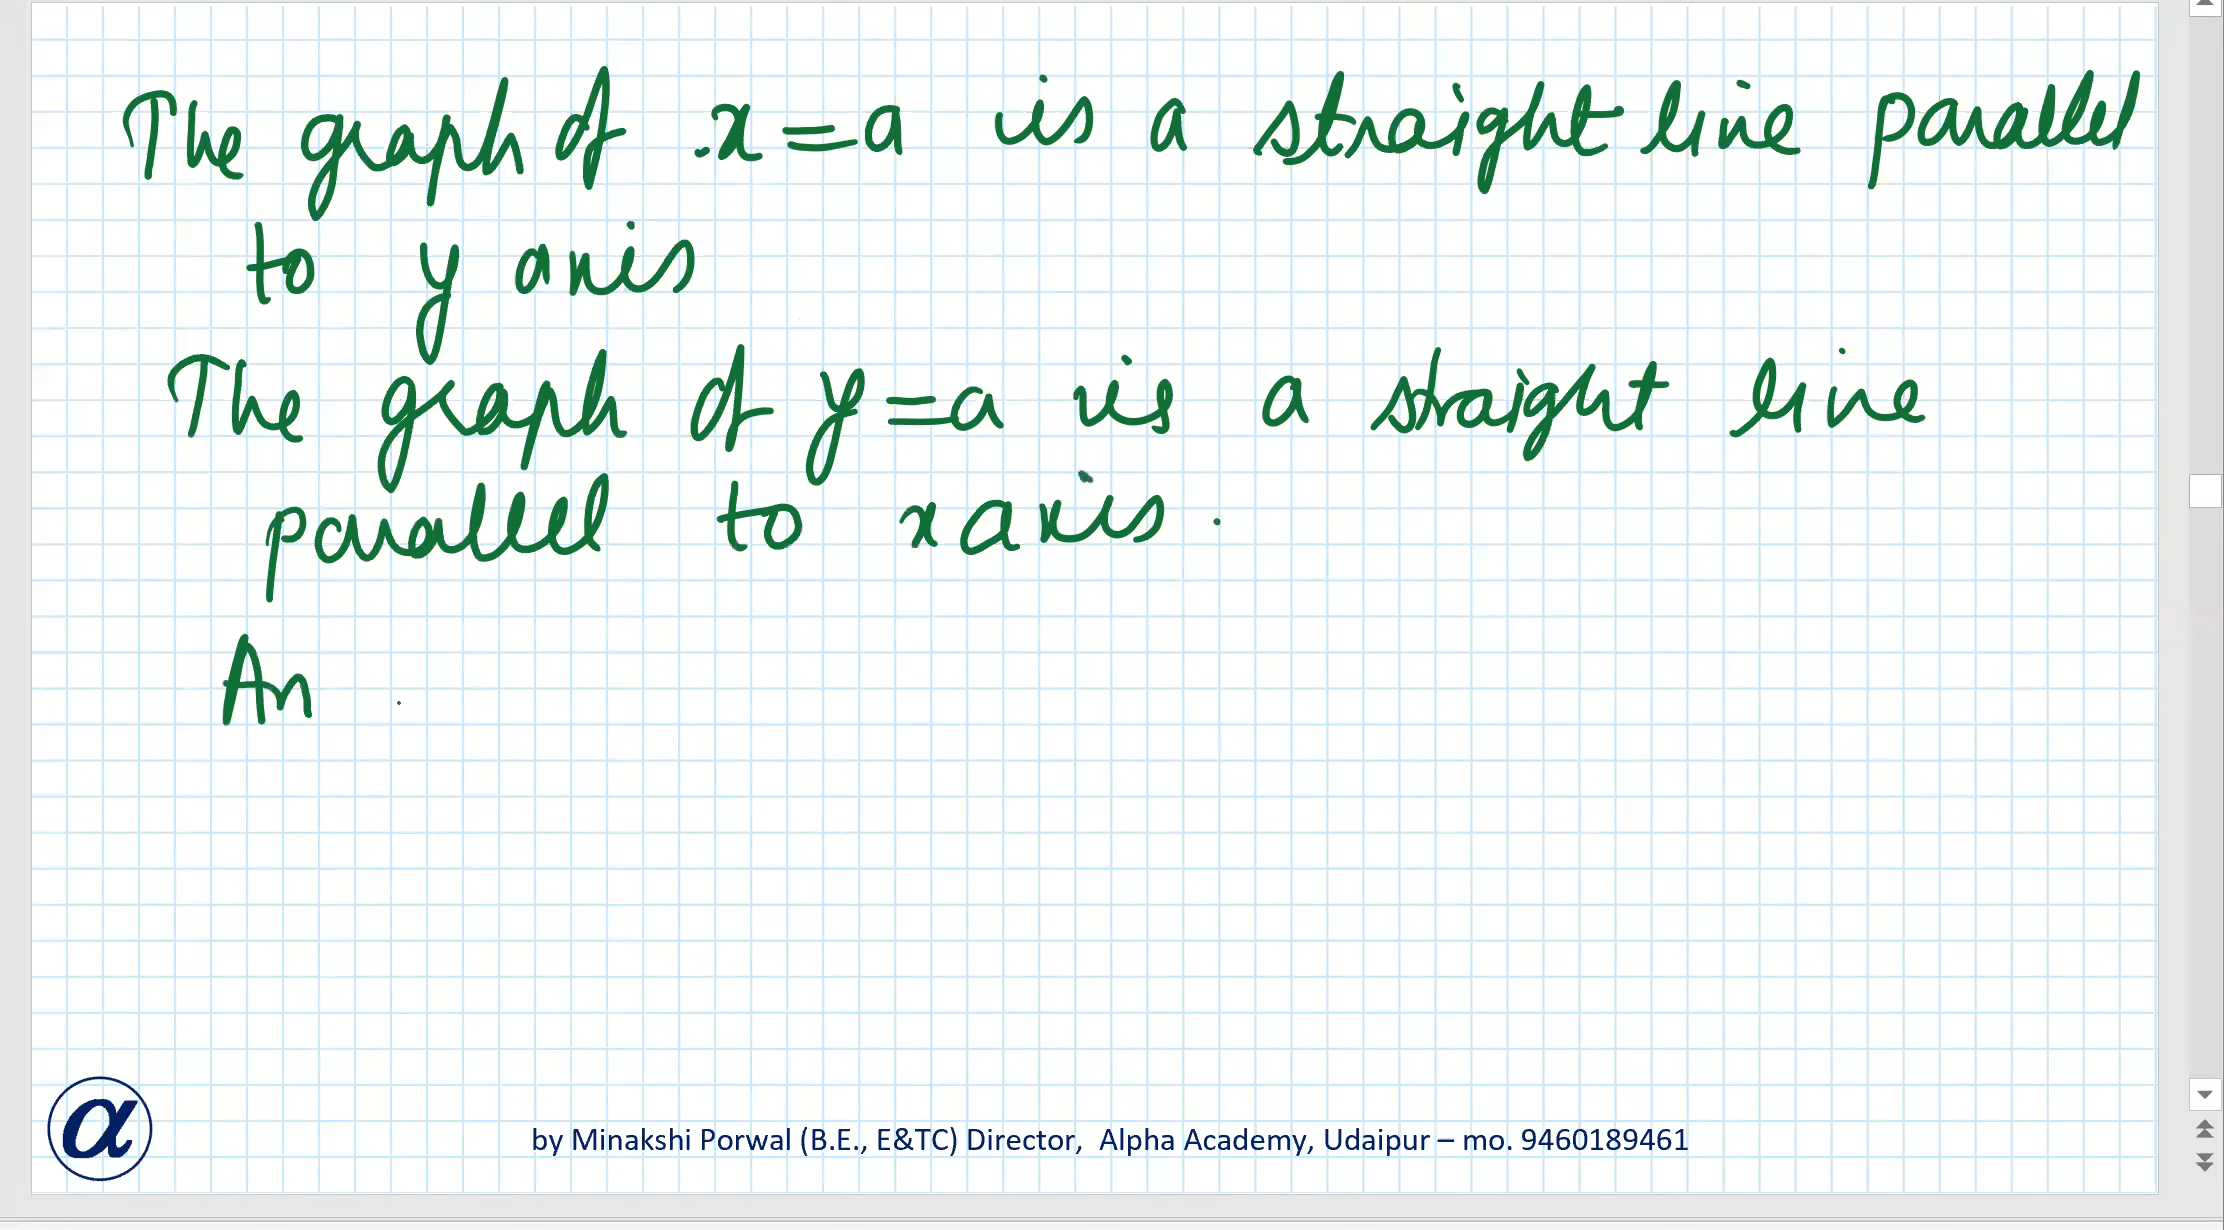 The graph of x=a is a straight line parallel
to y axis
The graph of y=a is a straight line
parallel to x axis.
An
α
by Minakshi Porwal (B.E., E&TC) Director, Alpha Academy, Udaipur – mo. 9460189461